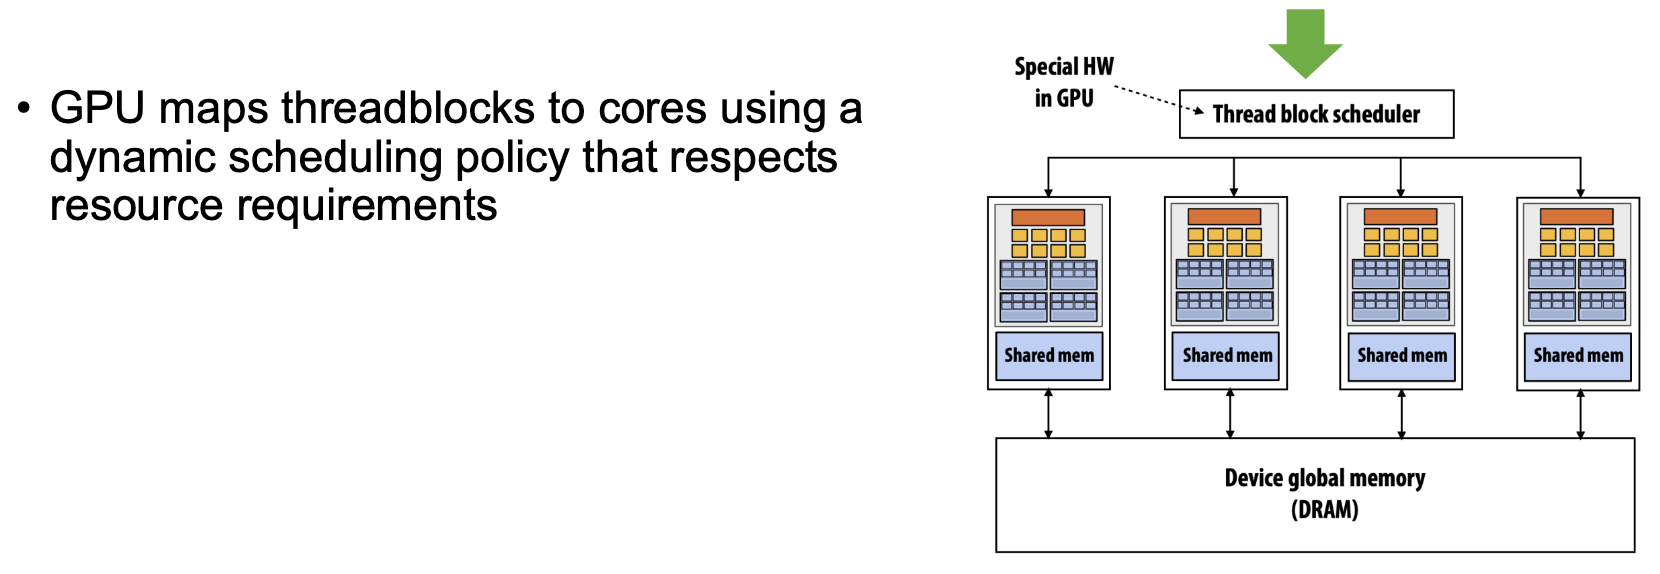 • GPU maps threadblocks to cores using a
dynamic scheduling policy that respects
resource requirements
Special HW
in GPU
Thread block scheduler
Shared mem
Shared mem
Shared mem
Shared mem
Device global memory
(DRAM)